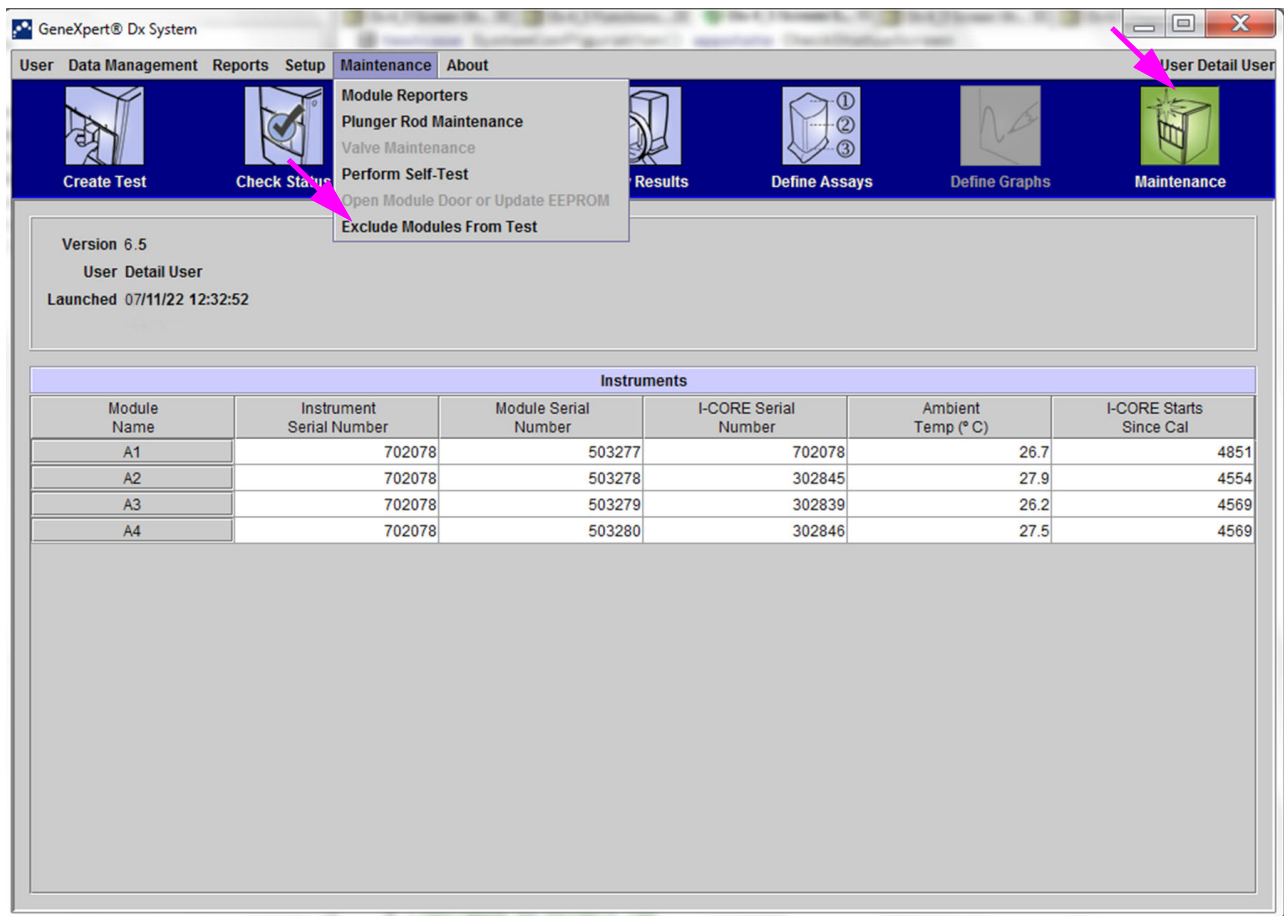 GeneXpert® Dx System
User Data Management Reports Setup Maintenance About
User Detail User
Module Reporters
Plunger Rod Maintenance
Valve Maintenance
Perform Self-Test
Open Module Door or Update EEPROM
Exclude Modules From Test
Create Test Check Status Results Define Assays Define Graphs Maintenance
Version 6.5
User Detail User
Launched 07/11/22 12:32:52
Instruments
Module Name Instrument Serial Number Module Serial Number I-CORE Serial Number Ambient Temp (º C) I-CORE Starts Since Cal
A1 702078 503277 702078 26.7 4851
A2 702078 503278 302845 27.9 4554
A3 702078 503279 302839 26.2 4569
A4 702078 503280 302846 27.5 4569